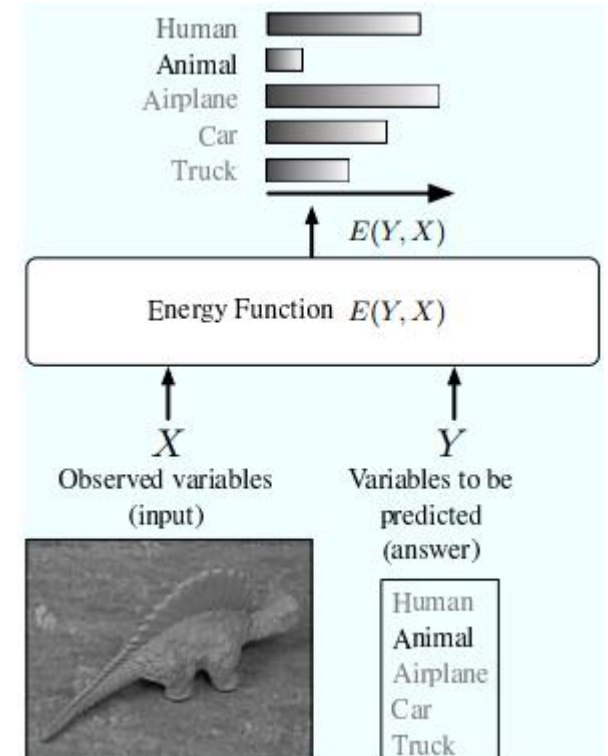 Human
Animal
Airplane
Car
Truck
E(Y, X)
Energy Function E(Y, X)
X
Observed variables
(input)
Y
Variables to be
predicted
(answer)
Human
Animal
Airplane
Car
Truck